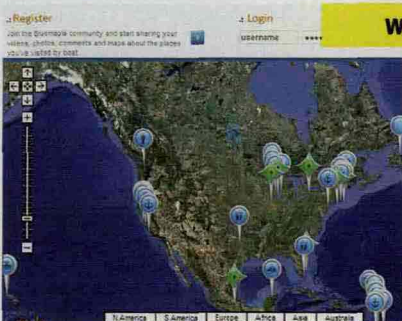 .: Register
Join the Bluemapia community and start sharing your
videos, photos, comments and maps about the places
you've visited by boat
.: Login
username
W
N.America
S.America
Europe
Africa
Asia
Australia